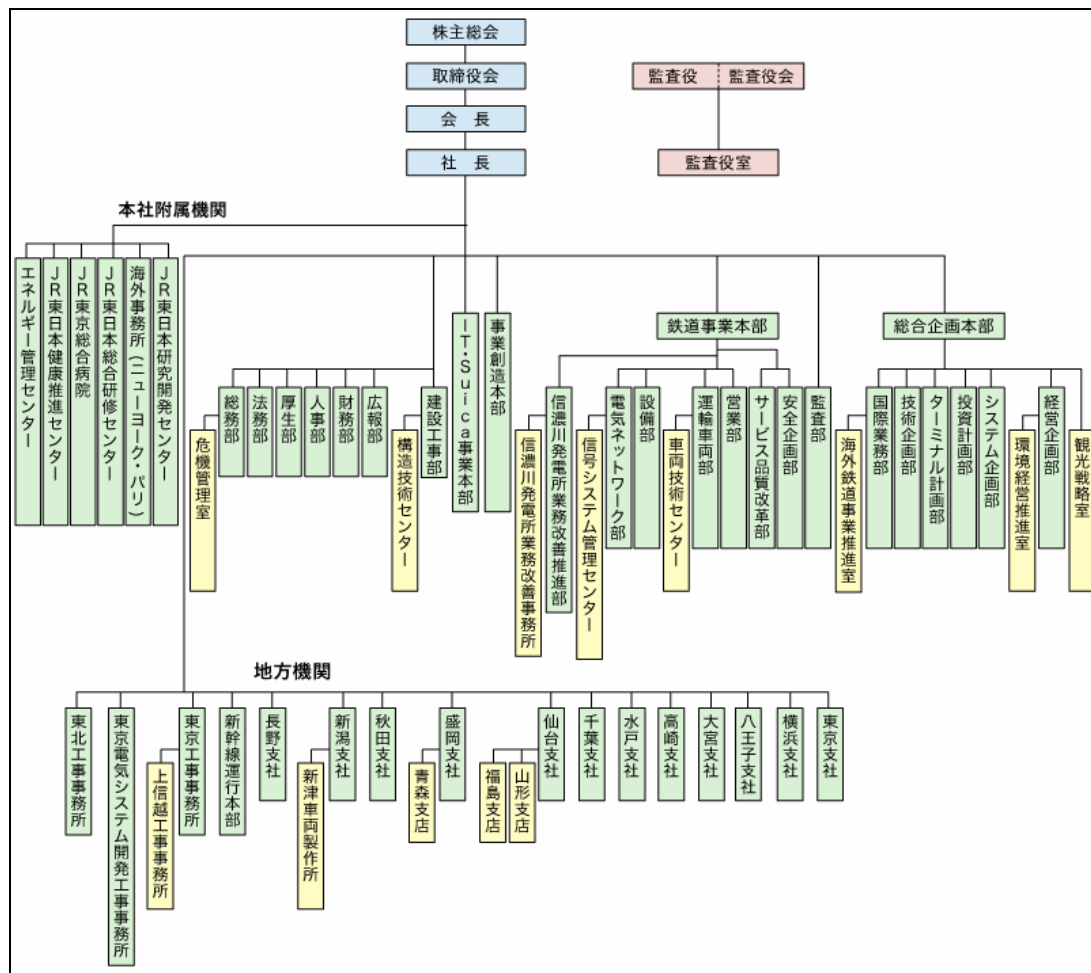 株主総会
取締役会
会　長
社　長
監査役
監査役会
監査役室
本社附属機関
エネルギー管理センター
JR東日本健康推進センター
JR東京総合病院
JR東日本総合研修センター
海外事務所（ニューヨーク・パリ）
JR東日本研究開発センター
危機管理室
総務部
法務部
厚生部
人事部
財務部
広報部
構造技術センター
建設工事部
IT・Suica事業本部
事業創造本部
鉄道事業本部
信濃川発電所業務改善事務所
信濃川発電所業務改善推進部
信号システム管理センター
電気ネットワーク部
設備部
車両技術センター
運輸車両部
営業部
サービス品質改革部
安全企画部
監査部
総合企画本部
海外鉄道事業推進室
国際業務部
技術企画部
ターミナル計画部
投資計画部
システム企画部
環境経営推進室
経営企画部
観光戦略室
地方機関
東北工事事務所
東京電気システム開発工事事務所
上信越工事事務所
東京工事事務所
新幹線運行本部
長野支社
新津車両製作所
新潟支社
秋田支社
青森支店
盛岡支社
福島支店
山形支店
仙台支社
千葉支社
水戸支社
高崎支社
大宮支社
八王子支社
横浜支社
東京支社